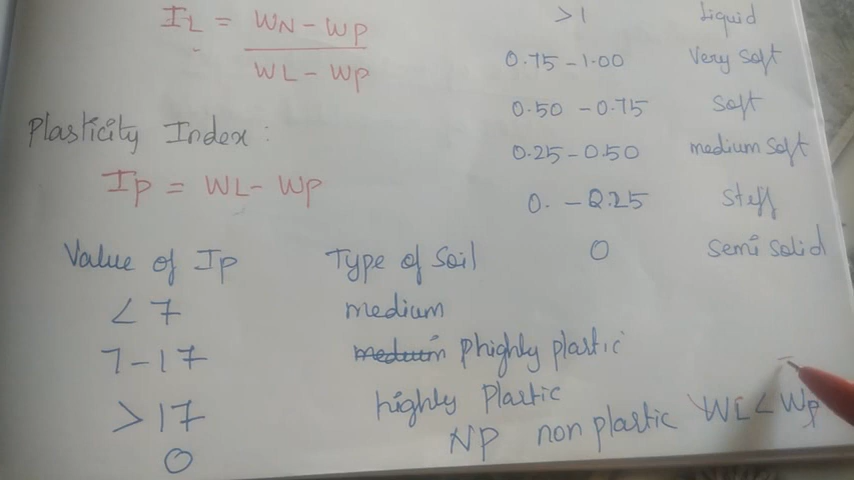 IL = WN - WP
WL - WP
>1 Liquid
0.75 - 1.00 Very soft
0.50 - 0.75 Soft
0.25 - 0.50 medium soft
0. - 0.25 Steff
0 Semi Solid
Plasticity Index:
IP = WL - WP
Value of Ip Type of Soil
< 7 medium
7 - 17 medium phighly plastic
> 17 highly Plastic
0 NP non plastic WL < Wp